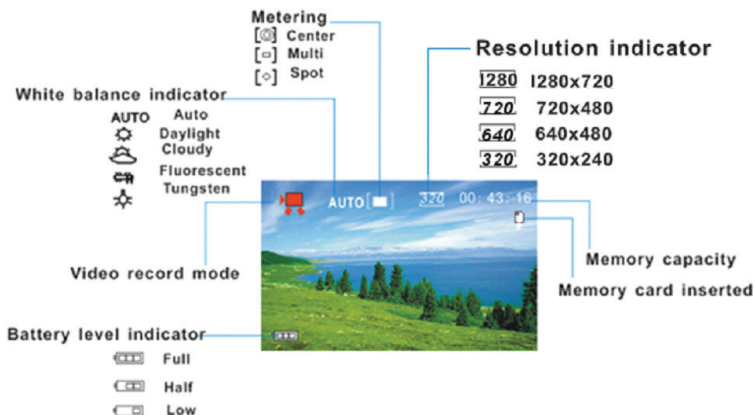 Metering
Center
Multi
Spot
Resolution indicator
1280 1280x720
720 720x480
640 640x480
320 320x240
White balance indicator
AUTO Auto
Daylight
Cloudy
Fluorescent
Tungsten
AUTO 320 00:43:16
Video record mode
Memory capacity
Memory card inserted
Battery level indicator
Full
Half
Low